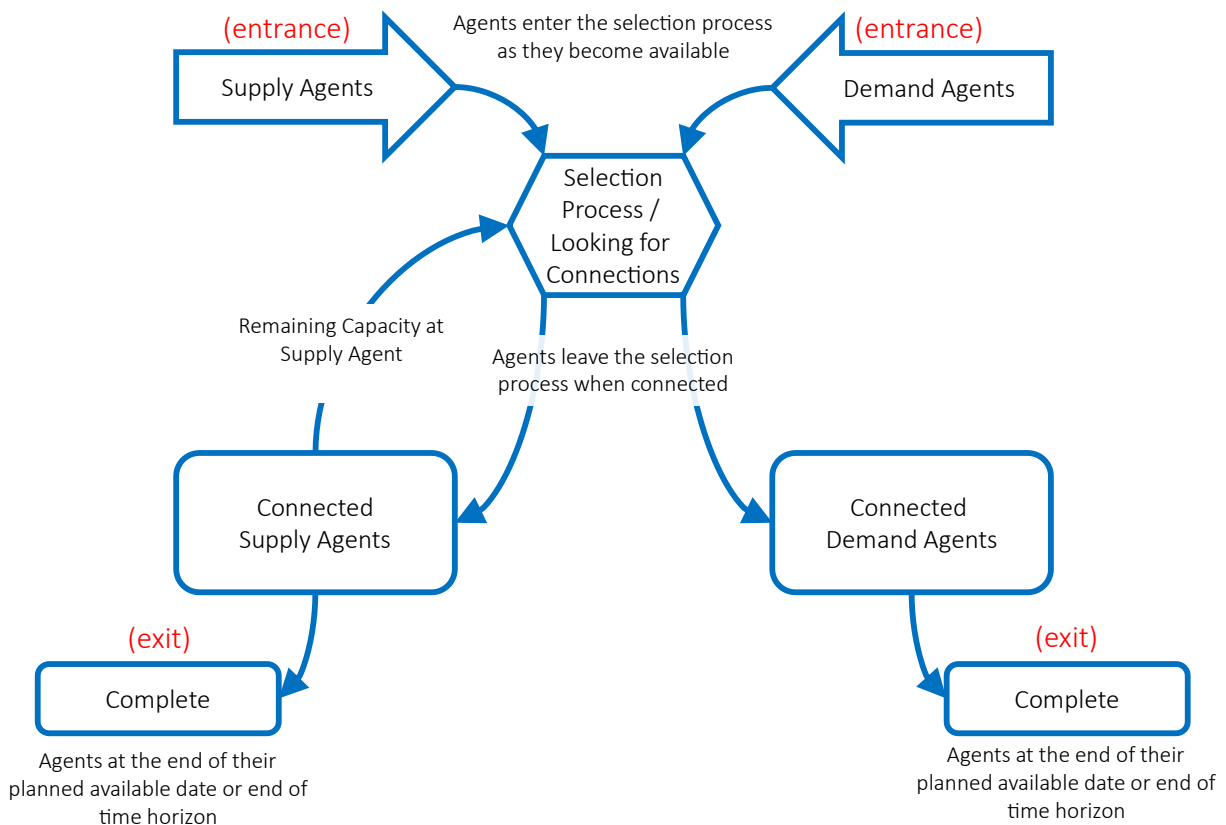 (entrance)
Agents enter the selection process
as they become available
(entrance)
Supply Agents
Demand Agents
Selection
Process /
Looking for
Connections
Remaining Capacity at
Supply Agent
Agents leave the selection
process when connected
Connected
Supply Agents
Connected
Demand Agents
(exit)
Complete
Agents at the end of their
planned available date or end of
time horizon
(exit)
Complete
Agents at the end of their
planned available date or end of
time horizon